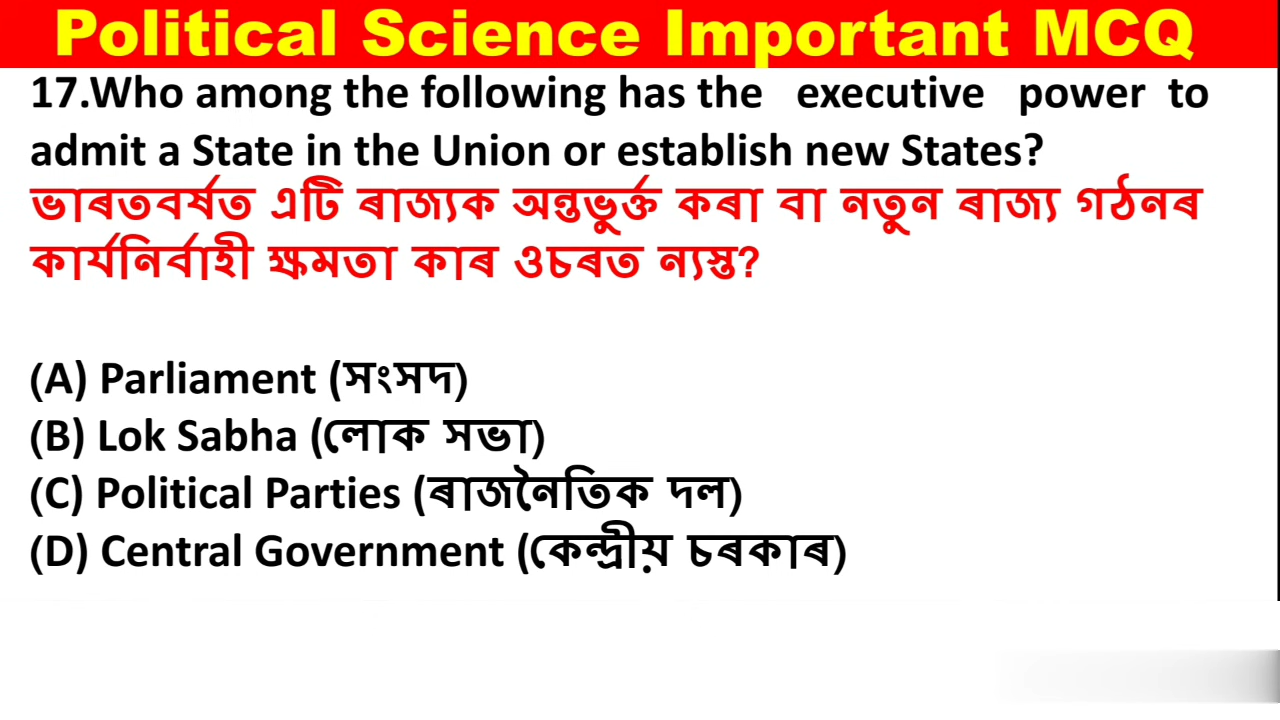 Political Science Important MCQ
17.Who among the following has the executive power to
admit a State in the Union or establish new States?
ভাৰতবৰ্ষত এটি ৰাজ্যক অন্তভুৰ্ক্ত কৰা বা নতুন ৰাজ্য গঠনৰ
কাৰ্যনিৰ্বাহী ক্ষমতা কাৰ ওচৰত ন্যস্ত?
(A) Parliament (সংসদ)
(B) Lok Sabha (লোক সভা)
(C) Political Parties (ৰাজনৈতিক দল)
(D) Central Government (কেন্দ্ৰীয় চৰকাৰ)